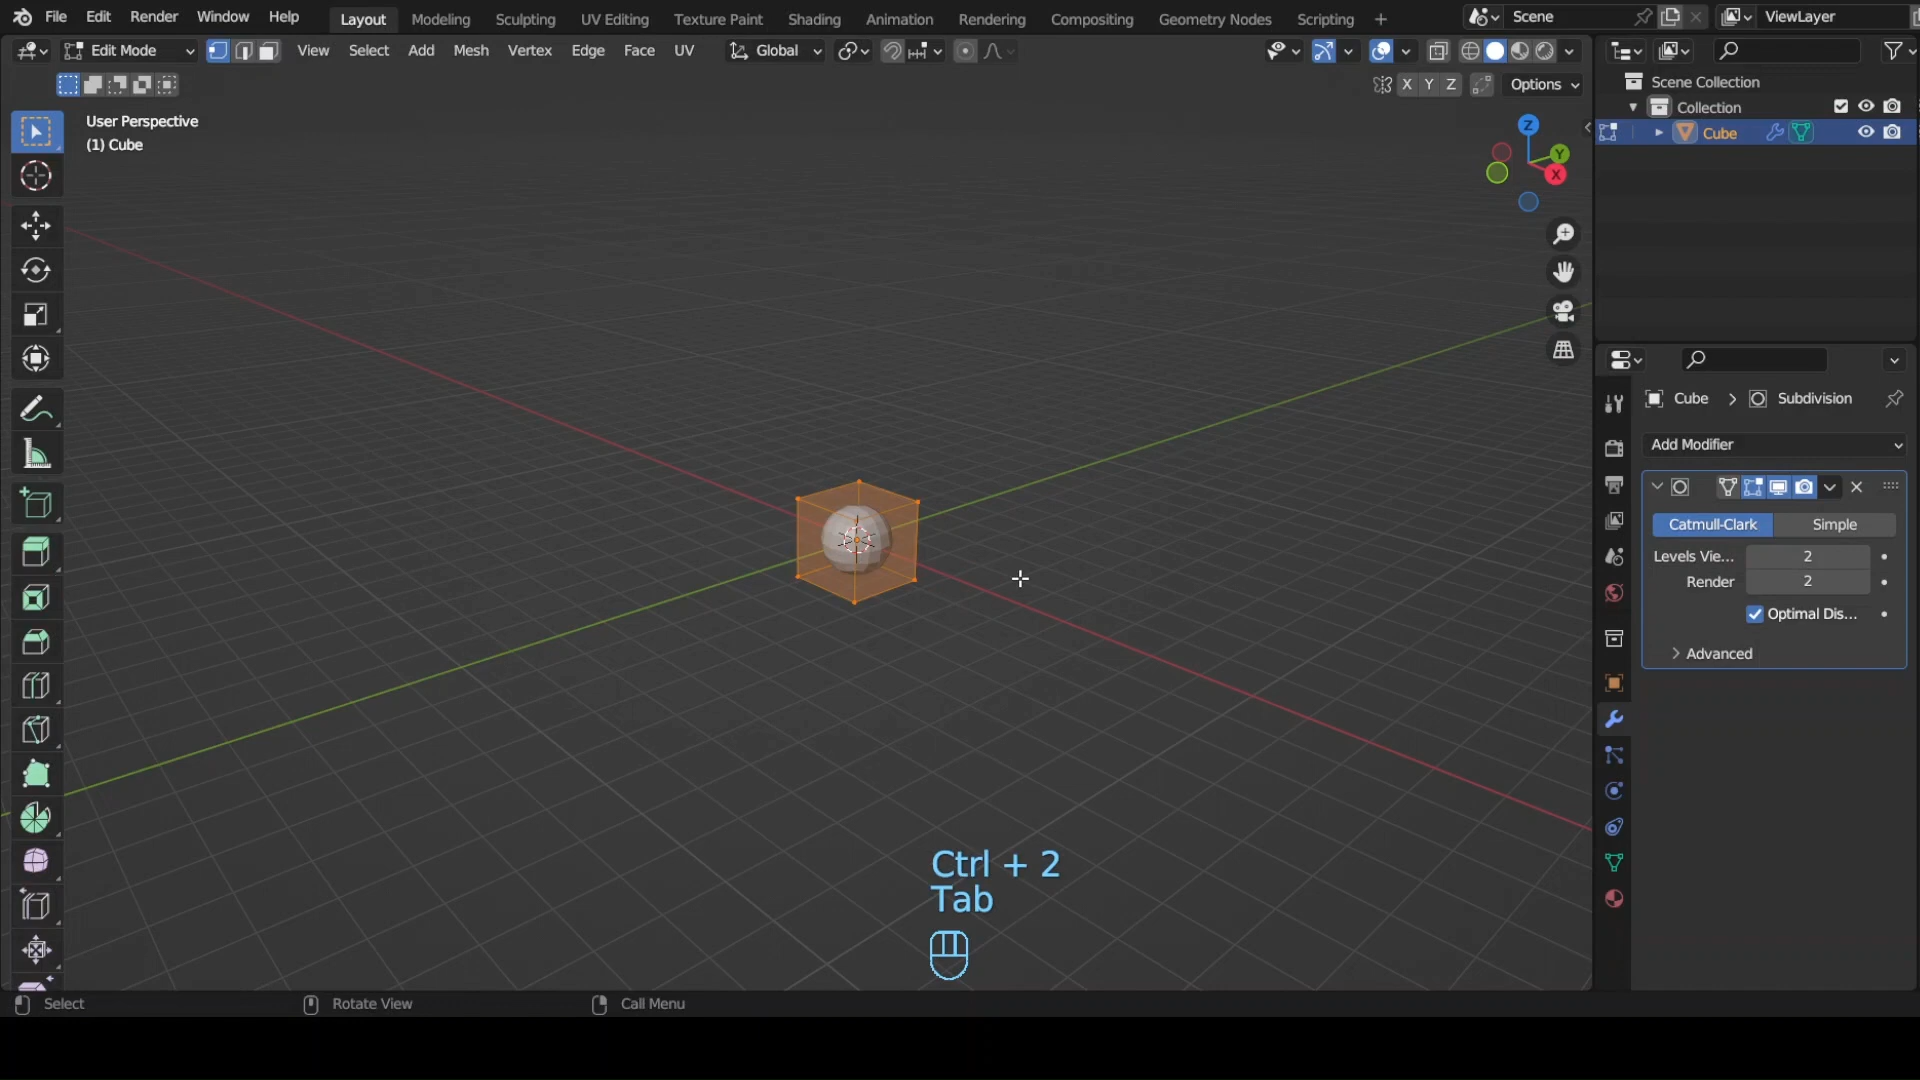 File Edit Render Window Help Layout Modeling Sculpting UV Editing Texture Paint Shading Animation Rendering Compositing Geometry Nodes Scripting + Scene ViewLayer
Edit Mode View Select Add Mesh Vertex Edge Face UV Global
X Y Z Options
User Perspective
(1) Cube
Z
Y
X
Scene Collection
Collection
Cube
Cube > Subdivision
Add Modifier
Catmull-Clark Simple
Levels Vie... 2
Render 2
Optimal Dis...
Advanced
Ctrl + 2
Tab
Select Rotate View Call Menu